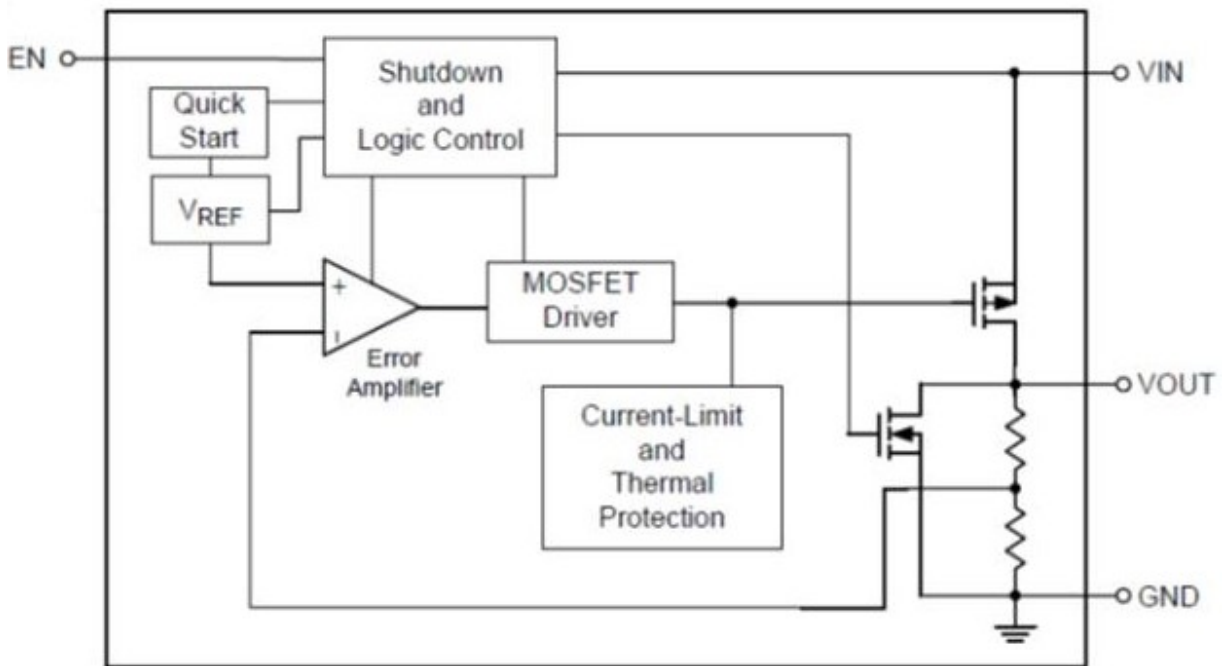 EN
Shutdown
and
Logic Control
VIN
Quick
Start
VREF
+
MOSFET
Driver
Error
Amplifier
VOUT
Current-Limit
and
Thermal
Protection
GND